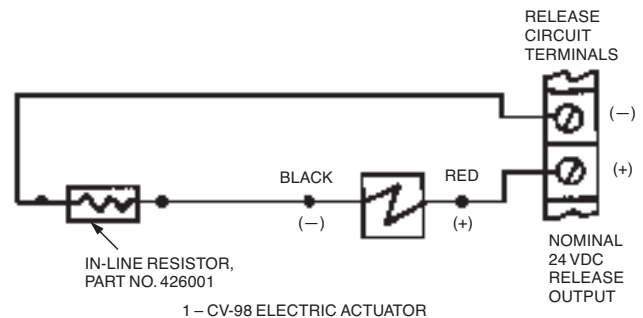 RELEASE
CIRCUIT
TERMINALS
(—)
(+)
BLACK
RED
(—)
(+)
IN-LINE RESISTOR,
PART NO. 426001
NOMINAL
24 VDC
RELEASE
OUTPUT
1 – CV-98 ELECTRIC ACTUATOR